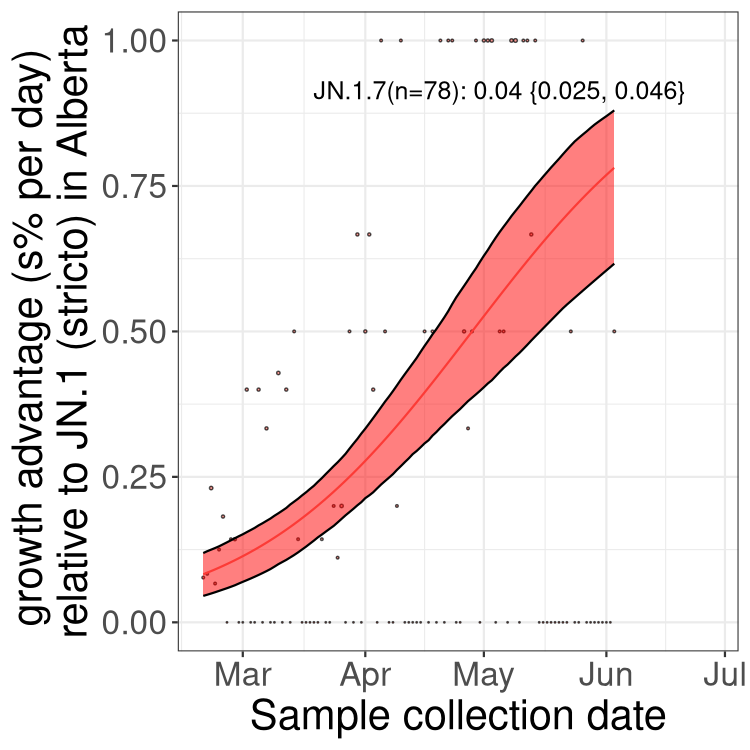 growth advantage (s% per day)
relative to JN.1 (stricto) in Alberta
1.00
JN.1.7(n=78): 0.04 {0.025, 0.046}
0.75
0.50
0.25
0.00
Mar Apr May Jun Jul
Sample collection date